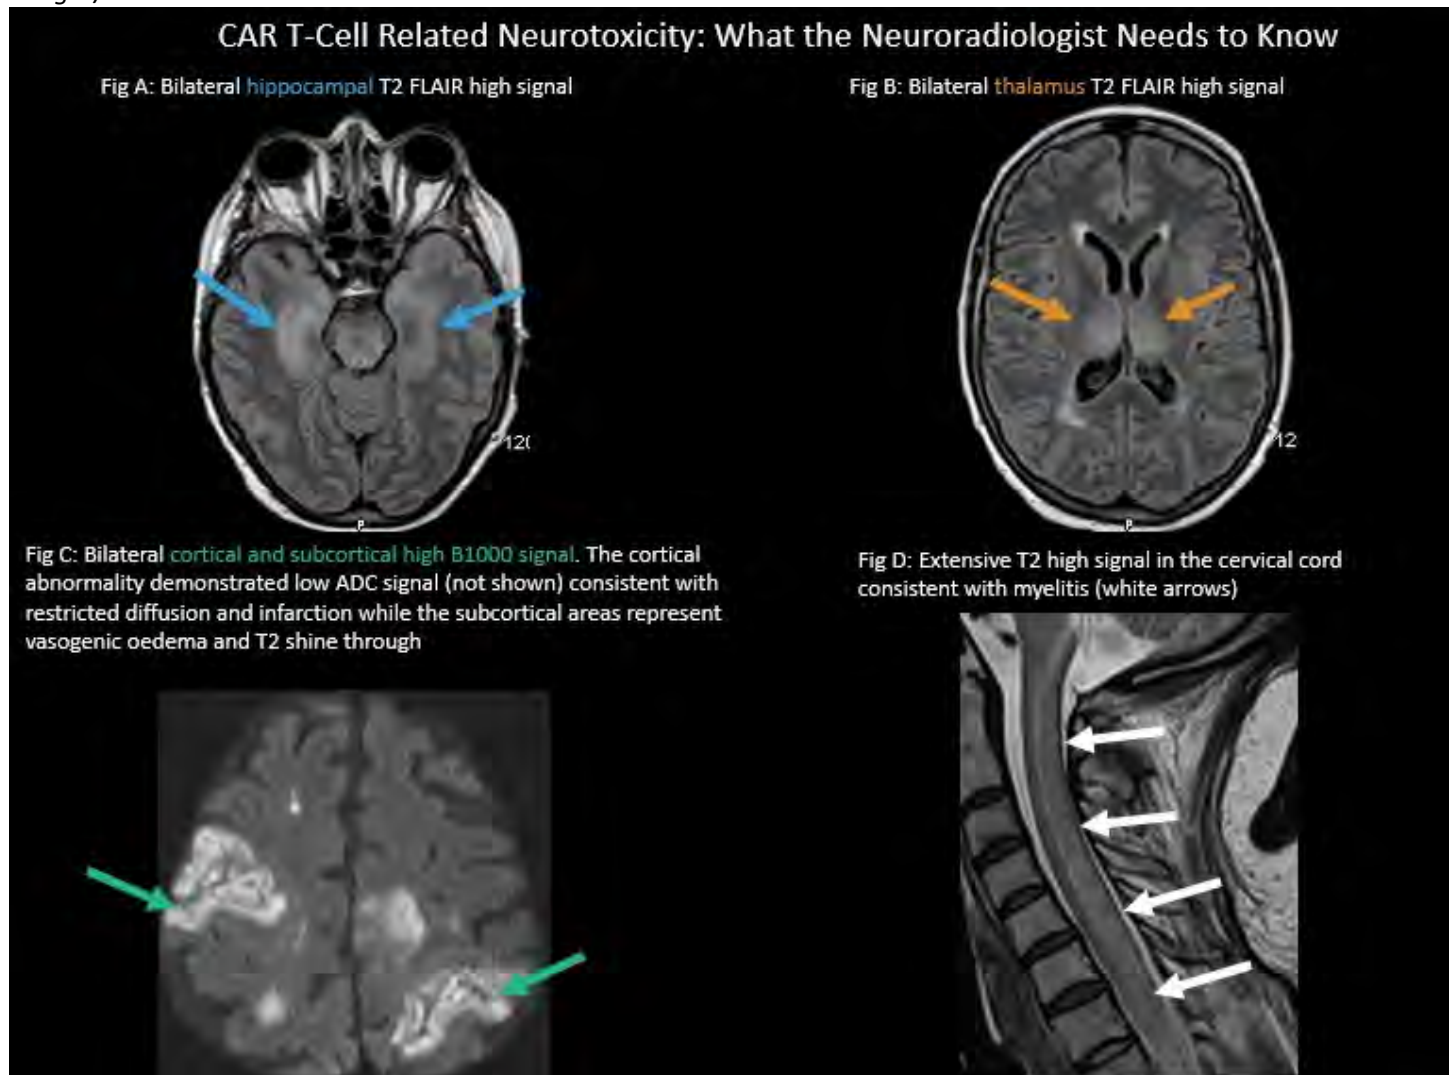 CAR T-Cell Related Neurotoxicity: What the Neuroradiologist Needs to Know
Fig A: Bilateral hippocampal T2 FLAIR high signal
Fig B: Bilateral thalamus T2 FLAIR high signal
P
12
P
Fig C: Bilateral cortical and subcortical high B1000 signal. The cortical
abnormality demonstrated low ADC signal (not shown) consistent with
restricted diffusion and infarction while the subcortical areas represent
vasogenic oedema and T2 shine through
Fig D: Extensive T2 high signal in the cervical cord
consistent with myelitis (white arrows)